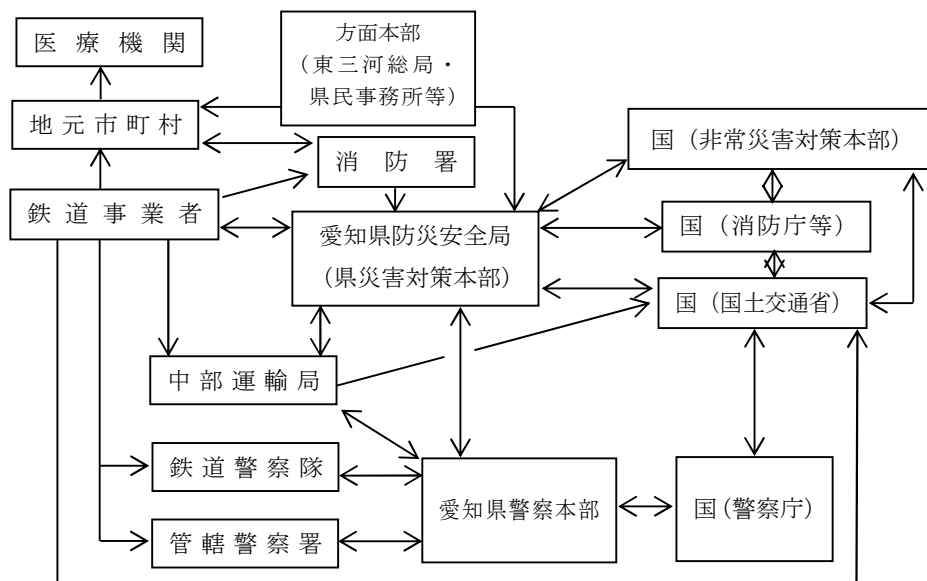 医療機関
方面本部
（東三河総局・
県民事務所等）
地元市町村
国（非常災害対策本部）
消防署
鉄道事業者
愛知県防災安全局
（県災害対策本部）
国（消防庁等）
国（国土交通省）
中部運輸局
鉄道警察隊
愛知県警察本部
国（警察庁）
管轄警察署